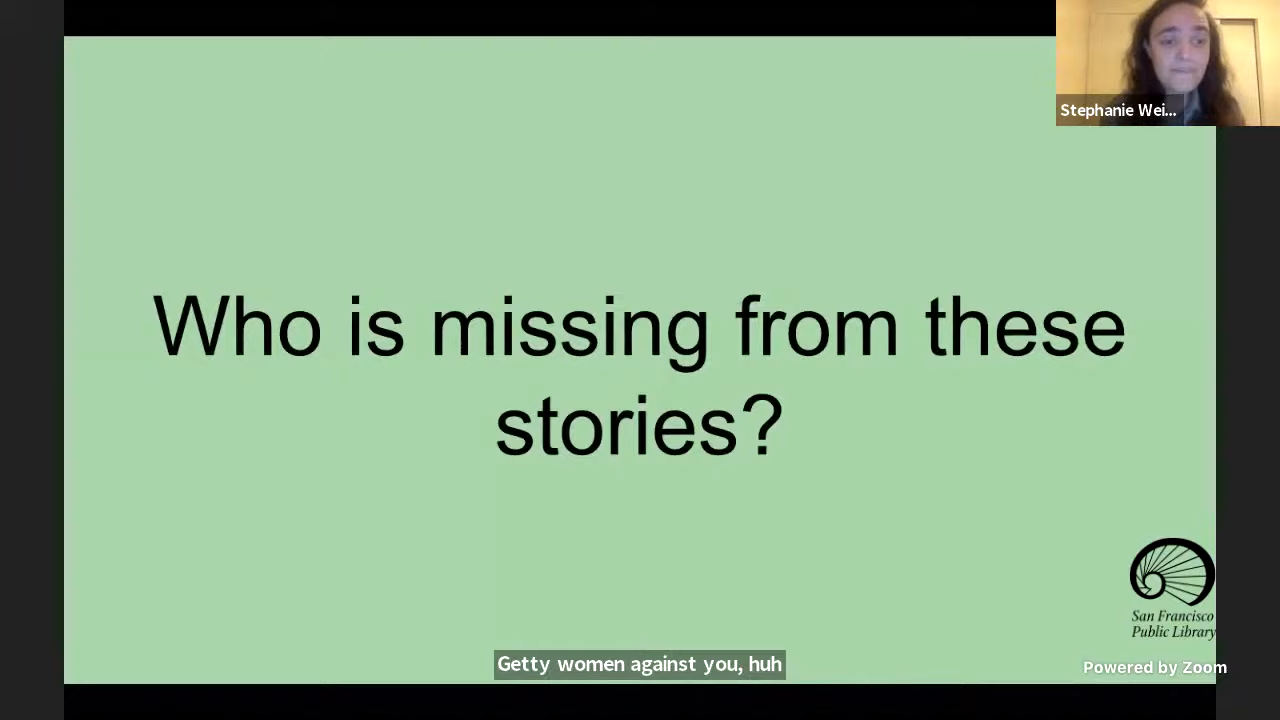 Stephanie Wei...
Who is missing from these
stories?
San Francisco
Public Library
Getty women against you, huh
Powered by Zoom